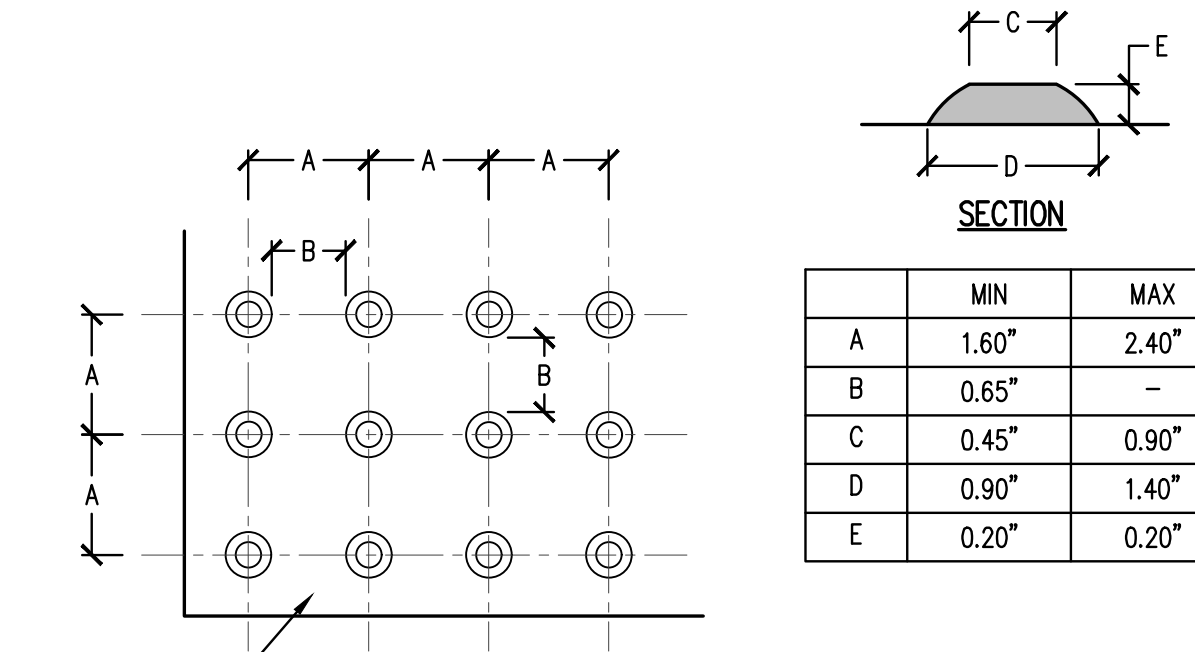 C
E
D
SECTION
A A A
B
A
B
A
MIN MAX
A 1.60” 2.40”
B 0.65” –
C 0.45” 0.90”
D 0.90” 1.40”
E 0.20” 0.20”